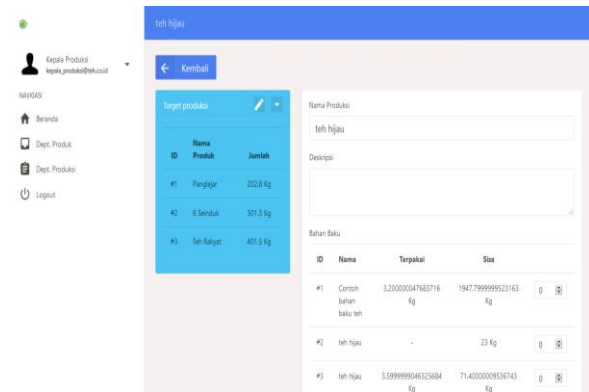 teh hijau
Kepala Produksi
kepala_produksi@teh.co.id
NAVIGASI
Beranda
Dept. Produk
Dept. Produksi
Logout
Kembali
Target produksi
ID Nama Produk Jumlah
#1 Panglejar 202.8 Kg
#2 K Seinduk 301.3 Kg
#3 Teh Rakyat 401.5 Kg
Nama Produksi
teh hijau
Deskripsi
Bahan Baku
ID Nama Terpakai Sisa
#1 Contoh bahan baku teh 3.200000047683716 Kg 1947.7999999523163 Kg 0
#2 teh hijau - 23 Kg 0
#3 teh hijau 3.5999999046325684 Kg 71.40000009536743 Kg 0